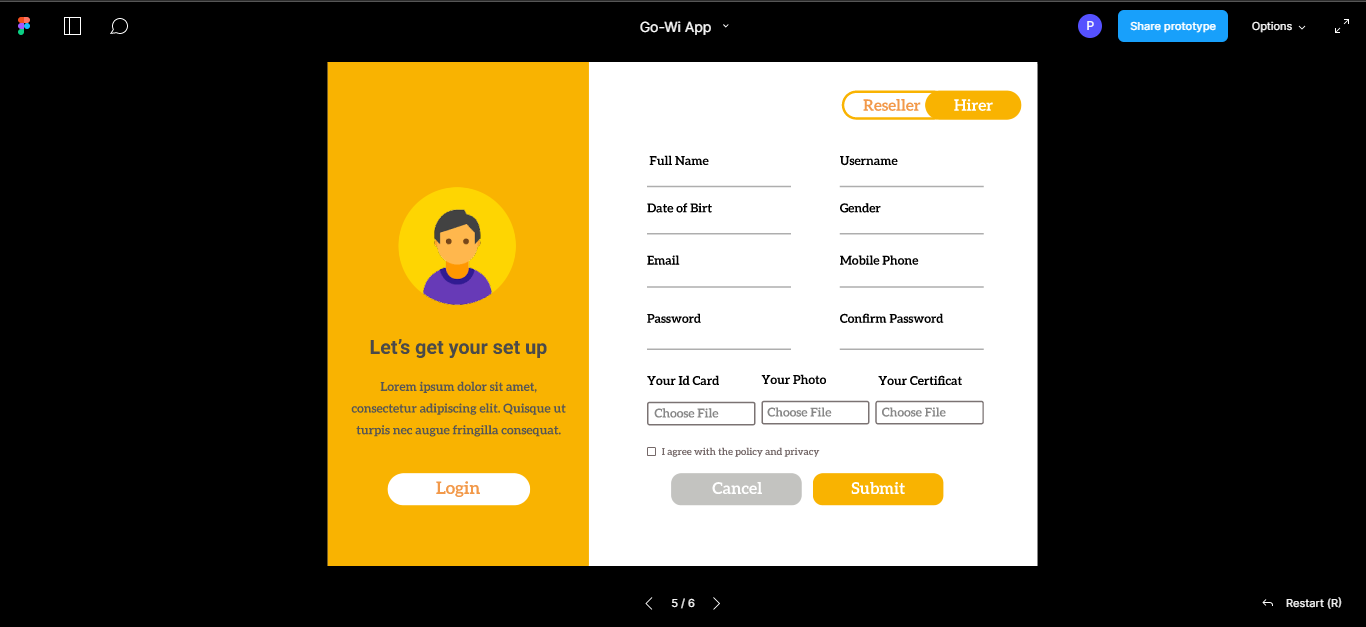 Go-Wi App
P
Share prototype
Options
Reseller
Hirer
Full Name
Username
Date of Birt
Gender
Email
Mobile Phone
Password
Confirm Password
Your Id Card
Your Photo
Your Certificat
Choose File
Choose File
Choose File
I agree with the policy and privacy
Cancel
Submit
Let's get your set up
Lorem ipsum dolor sit amet,
consectetur adipiscing elit. Quisque ut
turpis nec augue fringilla consequat.
Login
5 / 6
Restart (R)